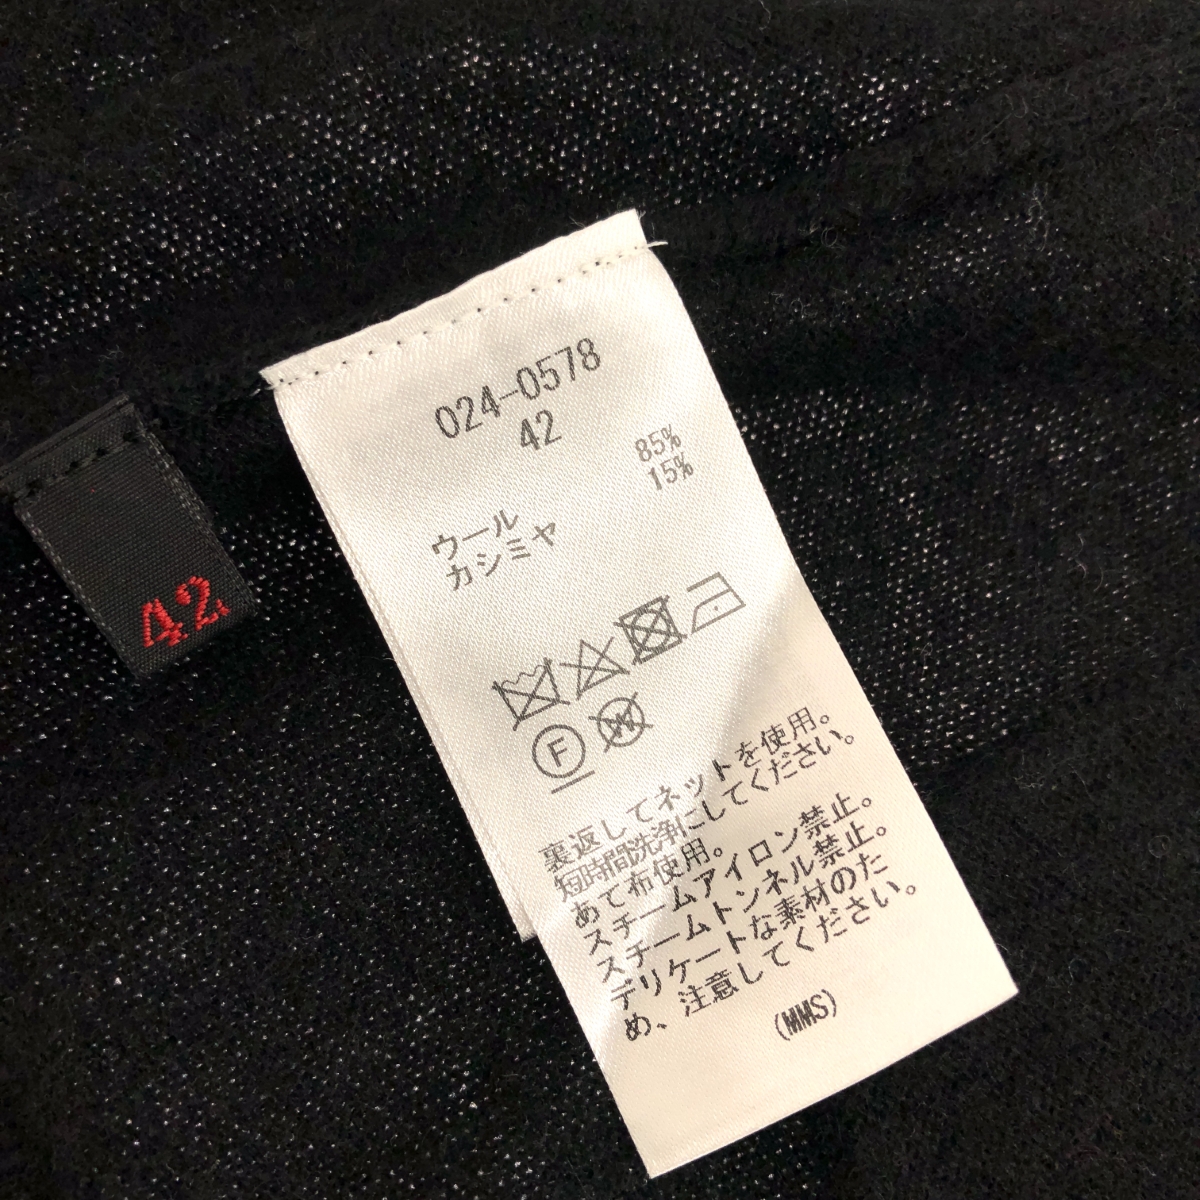 024-0578
42
ウール 85%
カシミヤ 15%
F
W
裏返してネットを使用。
短時間洗浄にしてください。
あて布使用。
スチームアイロン禁止。
スチームトンネル禁止。
デリケートな素材のた
め、注意してください。
(MMS)
42